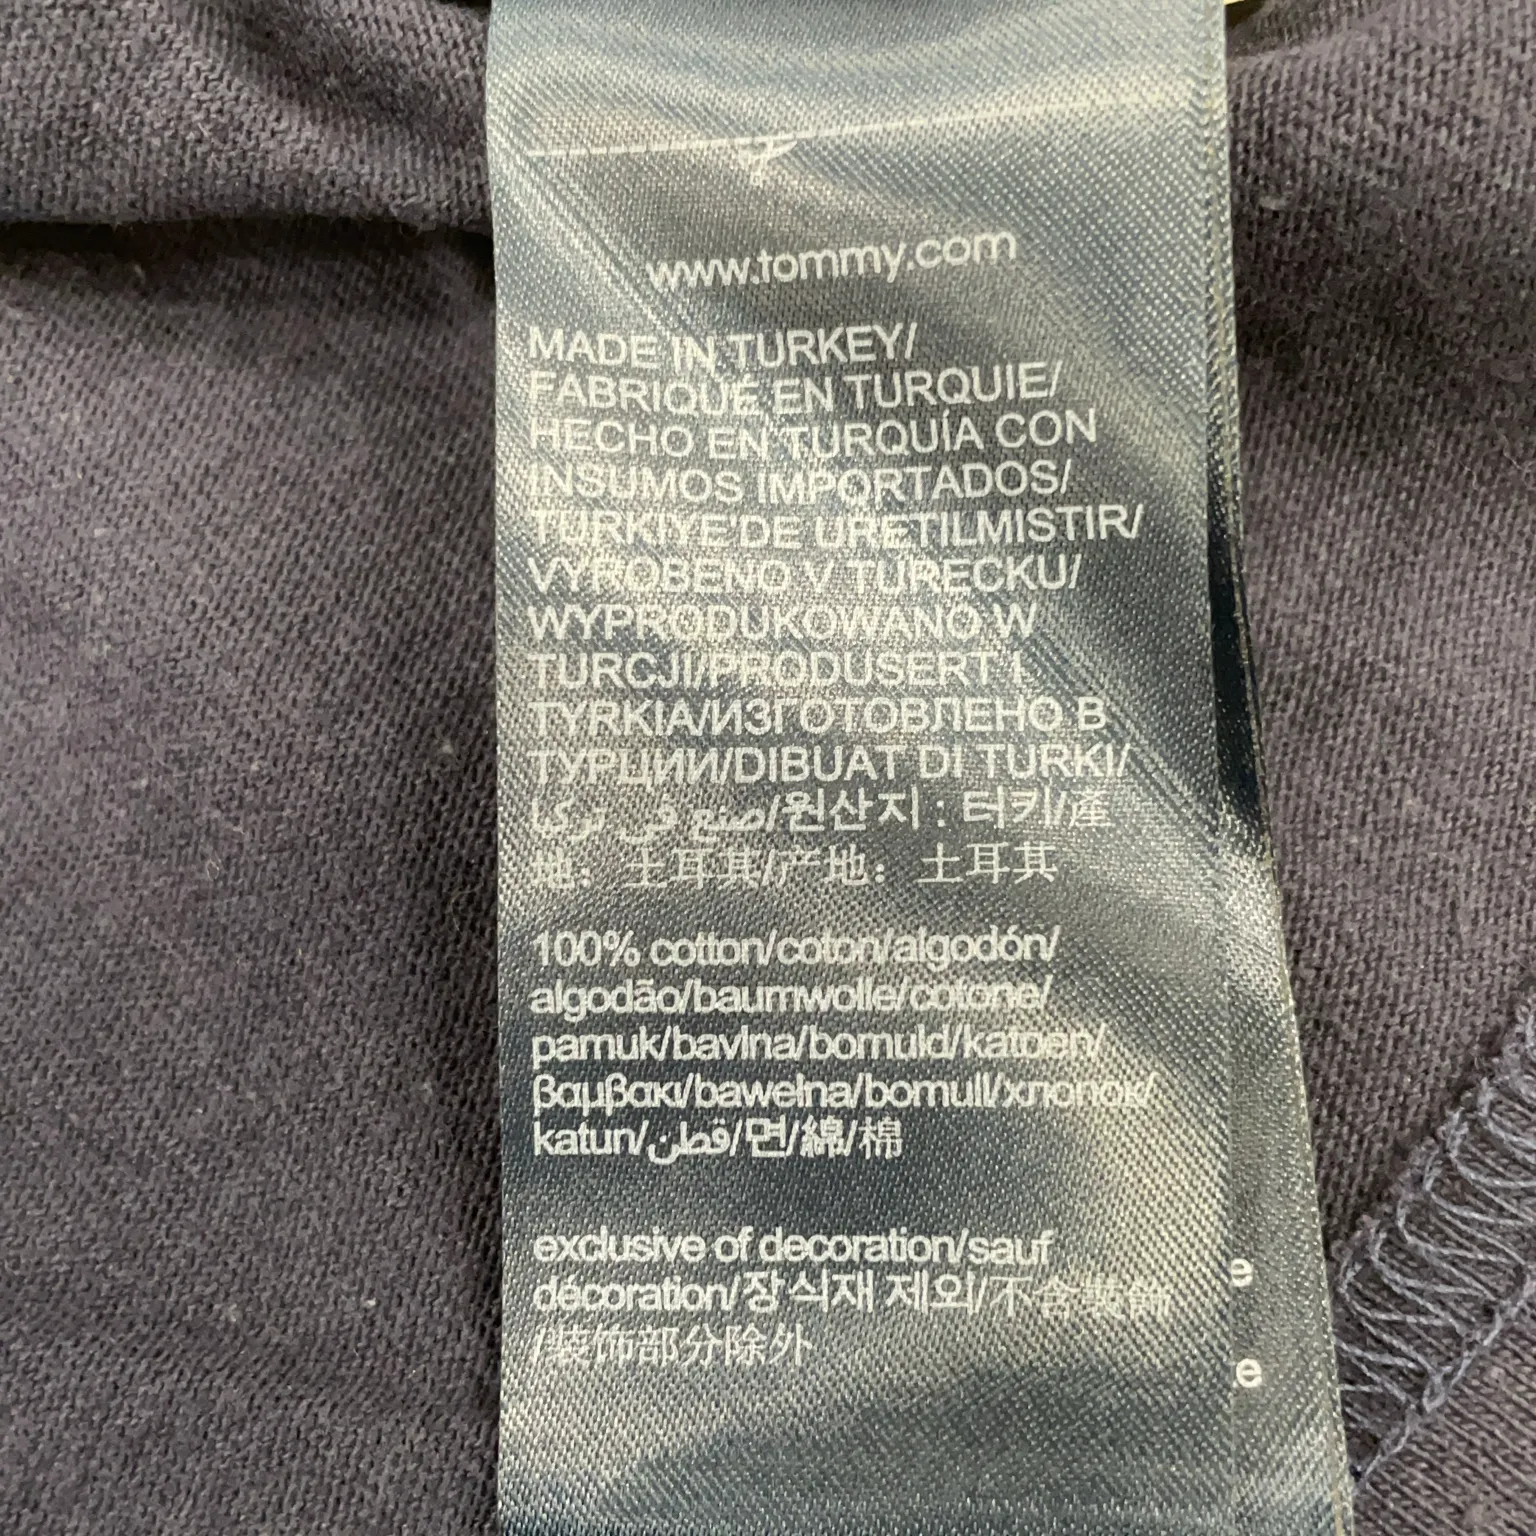 www.tommy.com
MADE IN TURKEY/
FABRIQUÉ EN TURQUIE/
HECHO EN TURQUÍA CON
INSUMOS IMPORTADOS/
TURKIYE'DE URETILMISTIR/
VYROBENO V TURECKU/
WYPRODUKOWANO W
TURCJI/PRODUSERT I
TYRKIA/ИЗГОТОВЛЕНО В
ТУРЦИИ/DIBUAT DI TURKI/
صنع في تركيا/원산지 : 터키/產
地：土耳其/产地：土耳其
100% cotton/coton/algodón/
algodão/baumwolle/cotone/
pamuk/bavlna/bomuld/katoen/
βαμβακι/bawełna/bomull/хлопок/
katun/قطن/면/綿/棉
exclusive of decoration/sauf
décoration/장식재 제외/不含裝飾
/装饰部分除外
e
e